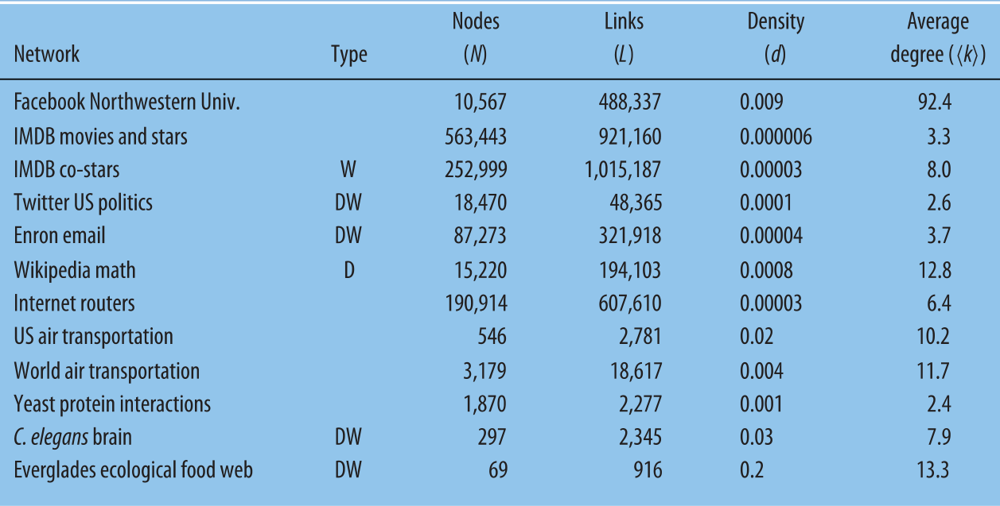 Nodes Links Density Average
Network Type (N) (L) (d) degree (⟨k⟩)
Facebook Northwestern Univ. 10,567 488,337 0.009 92.4
IMDB movies and stars 563,443 921,160 0.000006 3.3
IMDB co-stars W 252,999 1,015,187 0.00003 8.0
Twitter US politics DW 18,470 48,365 0.0001 2.6
Enron email DW 87,273 321,918 0.00004 3.7
Wikipedia math D 15,220 194,103 0.0008 12.8
Internet routers 190,914 607,610 0.00003 6.4
US air transportation 546 2,781 0.02 10.2
World air transportation 3,179 18,617 0.004 11.7
Yeast protein interactions 1,870 2,277 0.001 2.4
C. elegans brain DW 297 2,345 0.03 7.9
Everglades ecological food web DW 69 916 0.2 13.3